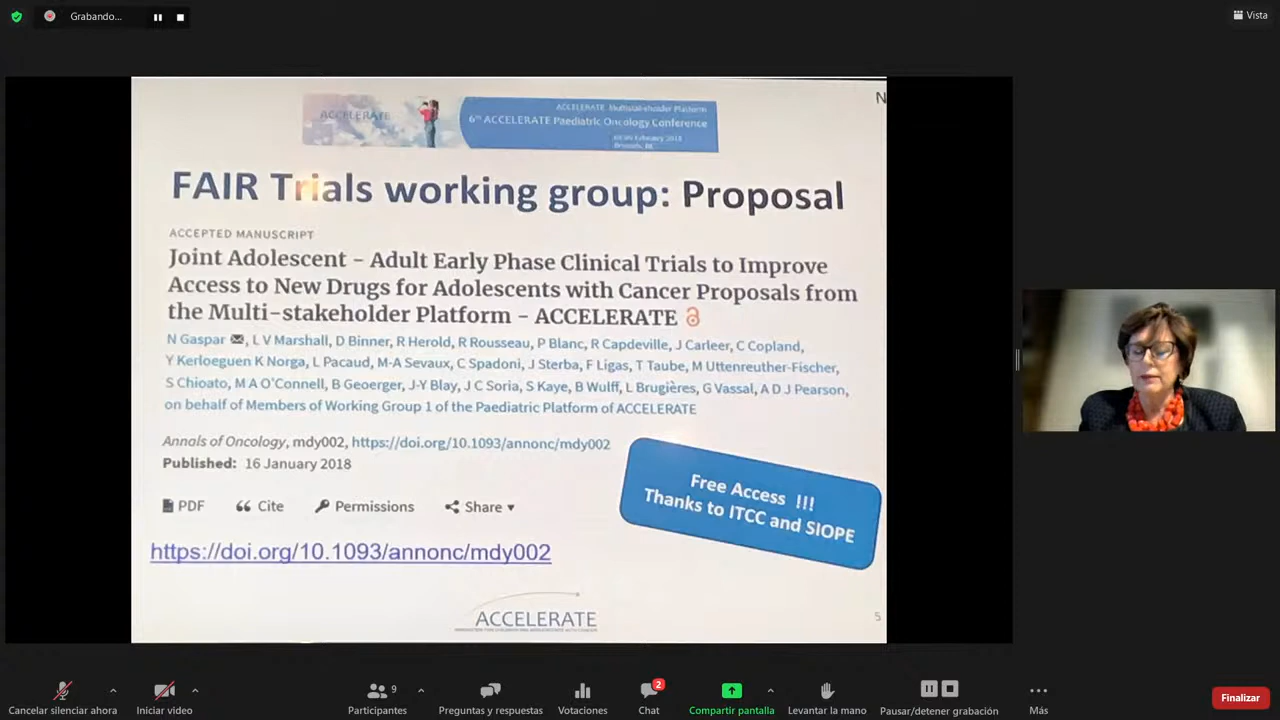 Grabando...
Vista
N
ACCELERATE
ACCELERATE Multistakeholder Platform
6th ACCELERATE Paediatric Oncology Conference
February 2018
Brussels, BE
FAIR Trials working group: Proposal
ACCEPTED MANUSCRIPT
Joint Adolescent - Adult Early Phase Clinical Trials to Improve
Access to New Drugs for Adolescents with Cancer Proposals from
the Multi-stakeholder Platform - ACCELERATE
N Gaspar, L V Marshall, D Binner, R Herold, R Rousseau, P Blanc, R Capdeville, J Carleer, C Copland,
Y Kerloeguen K Norga, L Pacaud, M-A Sevaux, C Spadoni, J Sterba, F Ligas, T Taube, M Uttenreuther-Fischer,
S Chioato, M A O'Connell, B Geoerger, J-Y Blay, J C Soria, S Kaye, B Wulff, L Brugières, G Vassal, A D J Pearson,
on behalf of Members of Working Group 1 of the Paediatric Platform of ACCELERATE
Annals of Oncology, mdy002, https://doi.org/10.1093/annonc/mdy002
Published: 16 January 2018
PDF Cite Permissions Share
Free Access !!!
Thanks to ITCC and SIOPE
https://doi.org/10.1093/annonc/mdy002
ACCELERATE
5
9
2
Cancelar silenciar ahora
Iniciar video
Participantes
Preguntas y respuestas
Votaciones
Chat
Compartir pantalla
Levantar la mano
Pausar/detener grabación
Más
Finalizar